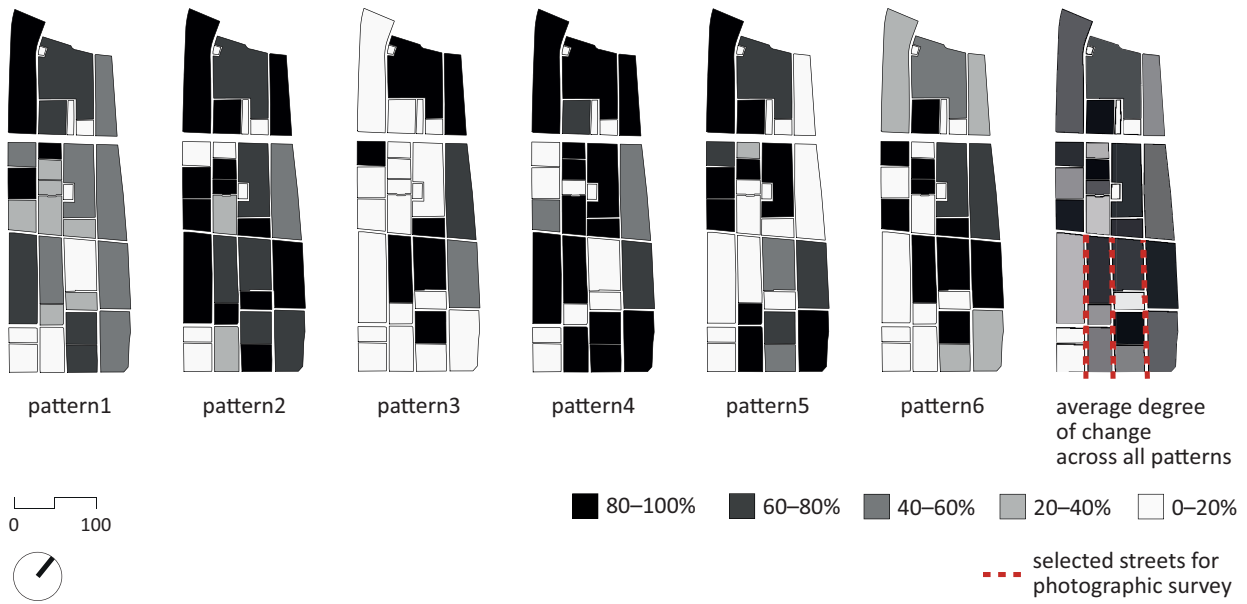 pattern1
pattern2
pattern3
pattern4
pattern5
pattern6
average degree
of change
across all patterns
0 100
80–100%
60–80%
40–60%
20–40%
0–20%
selected streets for
photographic survey